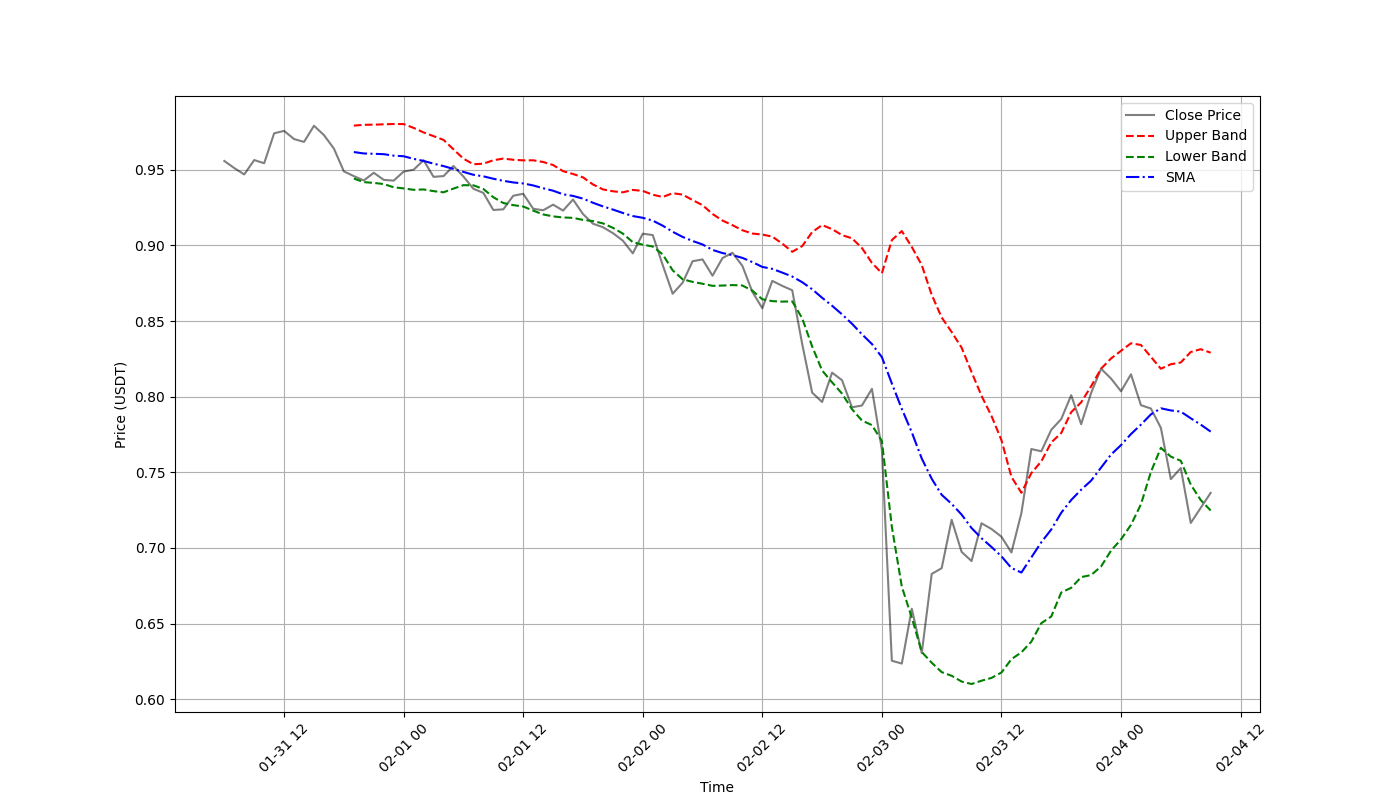 Close Price
Upper Band
Lower Band
SMA
Price (USDT)
0.95
0.90
0.85
0.80
0.75
0.70
0.65
0.60
01-31 12
02-01 00
02-01 12
02-02 00
02-02 12
02-03 00
02-03 12
02-04 00
02-04 12
Time